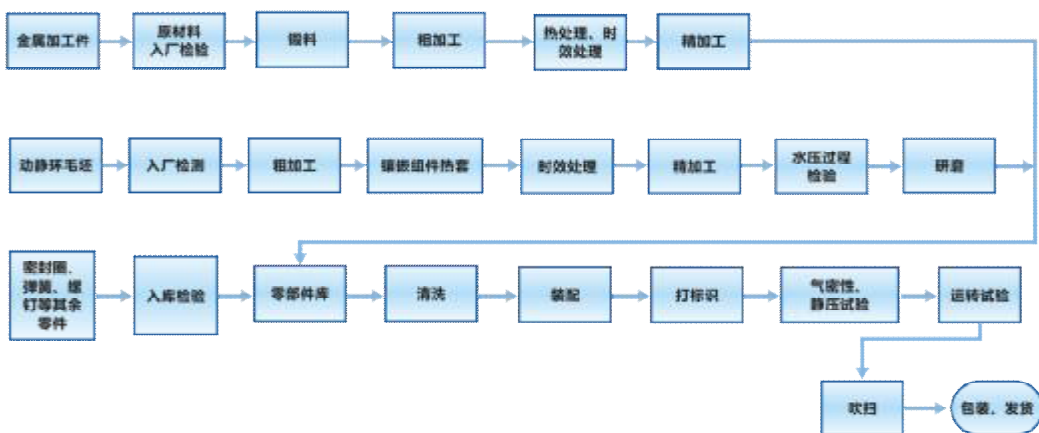 金属加工件
原材料
入厂检验
锻料
粗加工
热处理、时
效处理
精加工
动静环毛坯
入厂检测
粗加工
镶嵌组件热套
时效处理
精加工
水压过程
检验
研磨
密封圈、
弹簧、螺
钉等其余
零件
入库检验
零部件库
清洗
装配
打标识
气密性、
静压试验
运转试验
吹扫
包装、发货